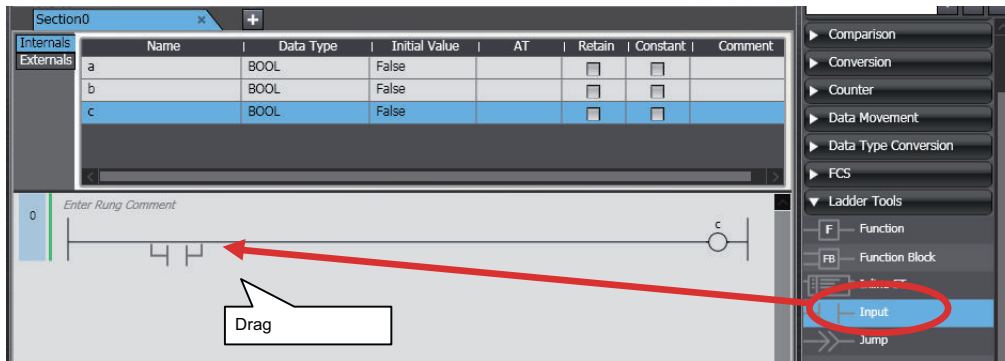 Section0 × +
Internals
Externals
Name Data Type Initial Value AT Retain Constant Comment
a BOOL False
b BOOL False
c BOOL False
0
Enter Rung Comment
c
Drag
Comparison
Conversion
Counter
Data Movement
Data Type Conversion
FCS
Ladder Tools
F Function
FB Function Block
Input
Jump